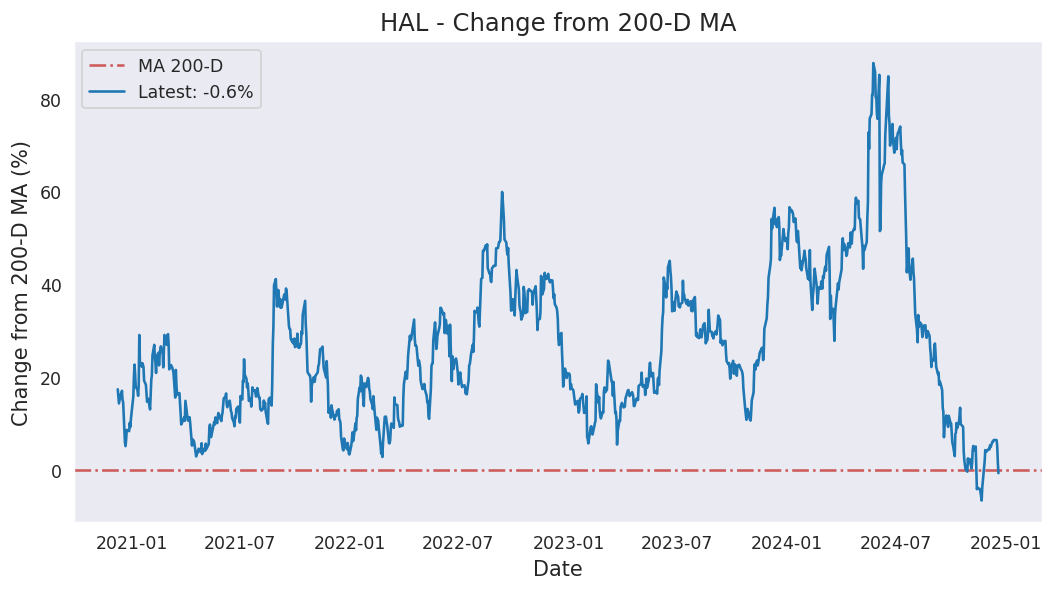 HAL - Change from 200-D MA
MA 200-D
Latest: -0.6%
Change from 200-D MA (%)
80
60
40
20
0
2021-01 2021-07 2022-01 2022-07 2023-01 2023-07 2024-01 2024-07 2025-01
Date